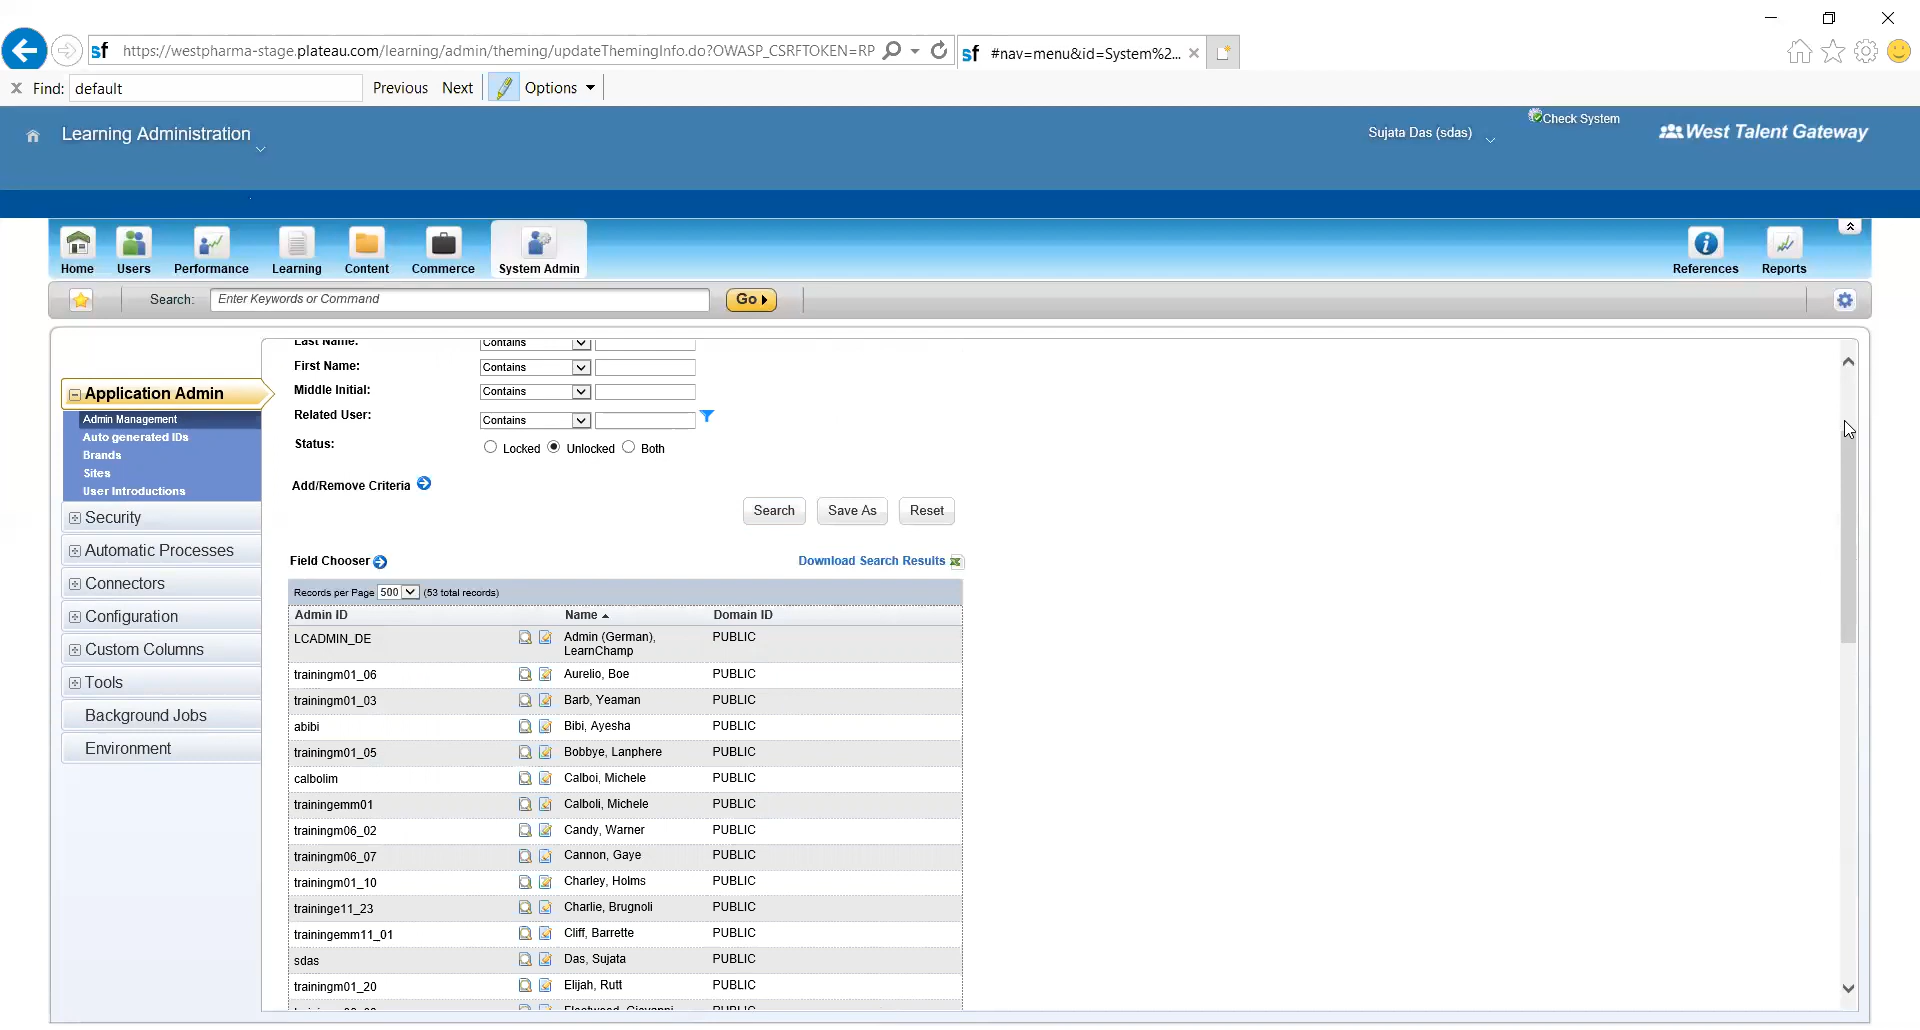 https://westpharma-stage.plateau.com/learning/admin/theming/updateThemingInfo.do?OWASP_CSRFTOKEN=RP
#nav=menu&id=System%2...
Find: default Previous Next Options
Learning Administration
Sujata Das (sdas)
Check System
West Talent Gateway
Home Users Performance Learning Content Commerce System Admin References Reports
Search: Enter Keywords or Command Go
Application Admin
Admin Management
Auto generated IDs
Brands
Sites
User Introductions
Security
Automatic Processes
Connectors
Configuration
Custom Columns
Tools
Background Jobs
Environment
Last Name: Contains
First Name: Contains
Middle Initial: Contains
Related User: Contains
Status: Locked Unlocked Both
Add/Remove Criteria
Search Save As Reset
Field Chooser Download Search Results
Records per Page 500 (53 total records)
Admin ID Name Domain ID
LCADMIN_DE Admin (German), PUBLIC
LearnChamp
trainingm01_06 Aurelio, Boe PUBLIC
trainingm01_03 Barb, Yeaman PUBLIC
abibi Bibi, Ayesha PUBLIC
trainingm01_05 Bobbye, Lanphere PUBLIC
calbolim Calboi, Michele PUBLIC
trainingemm01 Calboli, Michele PUBLIC
trainingm06_02 Candy, Warner PUBLIC
trainingm06_07 Cannon, Gaye PUBLIC
trainingm01_10 Charley, Holms PUBLIC
traininge11_23 Charlie, Brugnoli PUBLIC
trainingemm11_01 Cliff, Barrette PUBLIC
sdas Das, Sujata PUBLIC
trainingm01_20 Elijah, Rutt PUBLIC